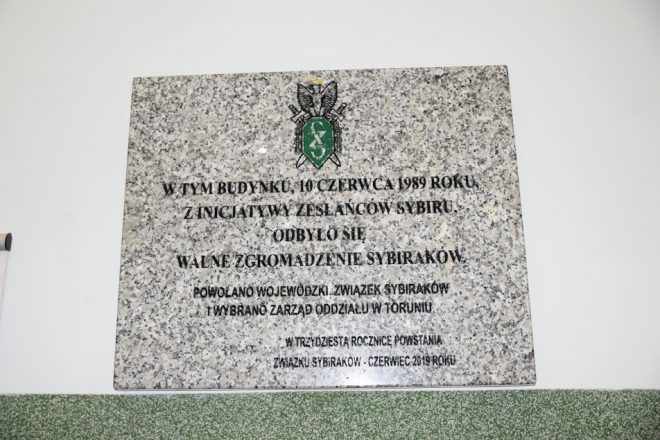 W TYM BUDYNKU, 10 CZERWCA 1989 ROKU,
Z INICJATYWY ZESŁAŃCÓW SYBIRU,
ODBYŁO SIĘ
WALNE ZGROMADZENIE SYBIRAKÓW.
POWOŁANO WOJEWÓDZKI ZWIĄZEK SYBIRAKÓW
I WYBRANO ZARZĄD ODDZIAŁU W TORUNIU
W TRZYDZIESTĄ ROCZNICĘ POWSTANIA
ZWIĄZKU SYBIRAKÓW - CZERWIEC 2019 ROKU